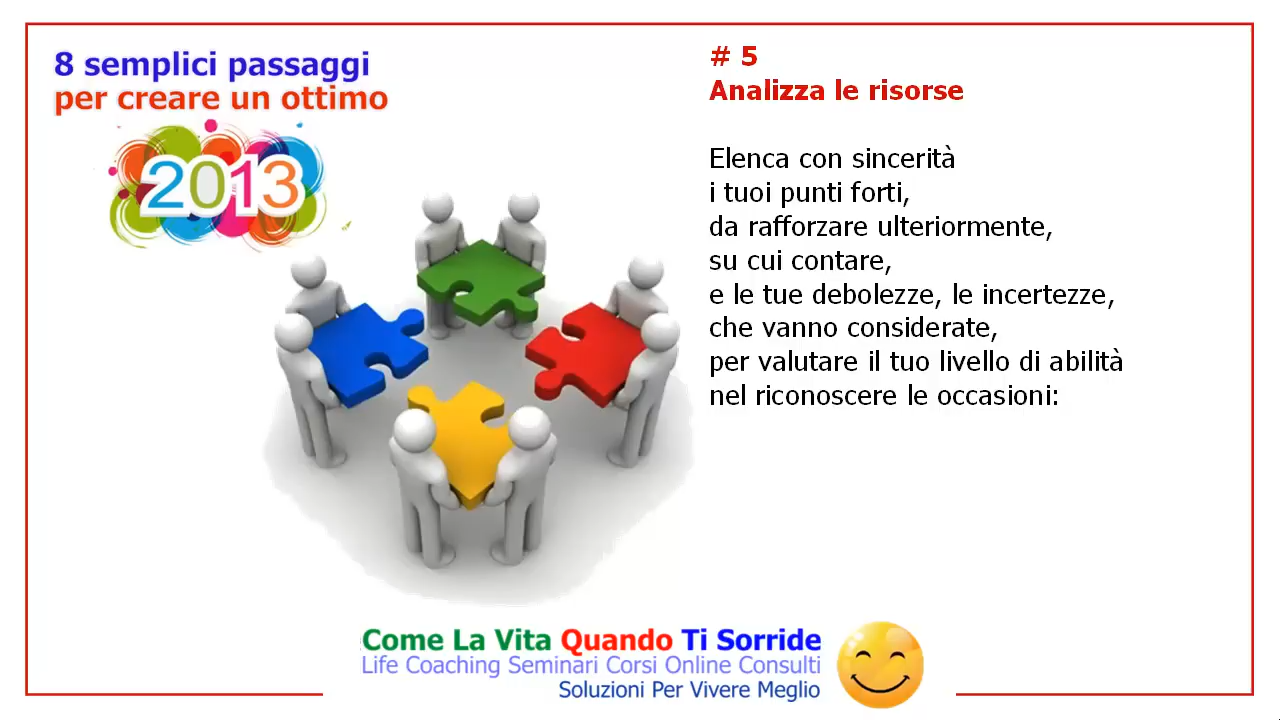 8 semplici passaggi
per creare un ottimo
2013
# 5
Analizza le risorse
Elenca con sincerità
i tuoi punti forti,
da rafforzare ulteriormente,
su cui contare,
e le tue debolezze, le incertezze,
che vanno considerate,
per valutare il tuo livello di abilità
nel riconoscere le occasioni:
Come La Vita Quando Ti Sorride
Life Coaching Seminari Corsi Online Consulti
Soluzioni Per Vivere Meglio